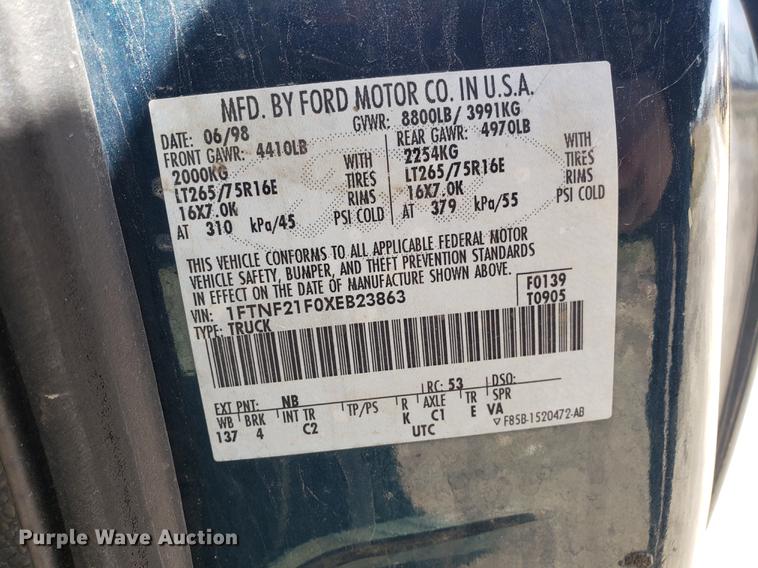 MFD. BY FORD MOTOR CO. IN U.S.A.
DATE: 06/98 GVWR: 8800LB/ 3991KG
FRONT GAWR: 4410LB REAR GAWR: 4970LB
2000KG WITH 2254KG WITH
LT265/75R16E TIRES LT265/75R16E TIRES
16X7.0K RIMS 16X7.0K RIMS
AT 310 kPa/45 PSI COLD AT 379 kPa/55 PSI COLD
THIS VEHICLE CONFORMS TO ALL APPLICABLE FEDERAL MOTOR
VEHICLE SAFETY, BUMPER, AND THEFT PREVENTION STANDARDS
IN EFFECT ON THE DATE OF MANUFACTURE SHOWN ABOVE.
VIN: 1FTNF21F0XEB23863 F0139
TYPE: TRUCK T0905
EXT PNT: NB RC: 53 DSO:
WB BRK INT TR TP/PS R AXLE TR SPR
137 4 C2 K C1 E VA
UTC F85B-1520472-AB
Purple Wave Auction